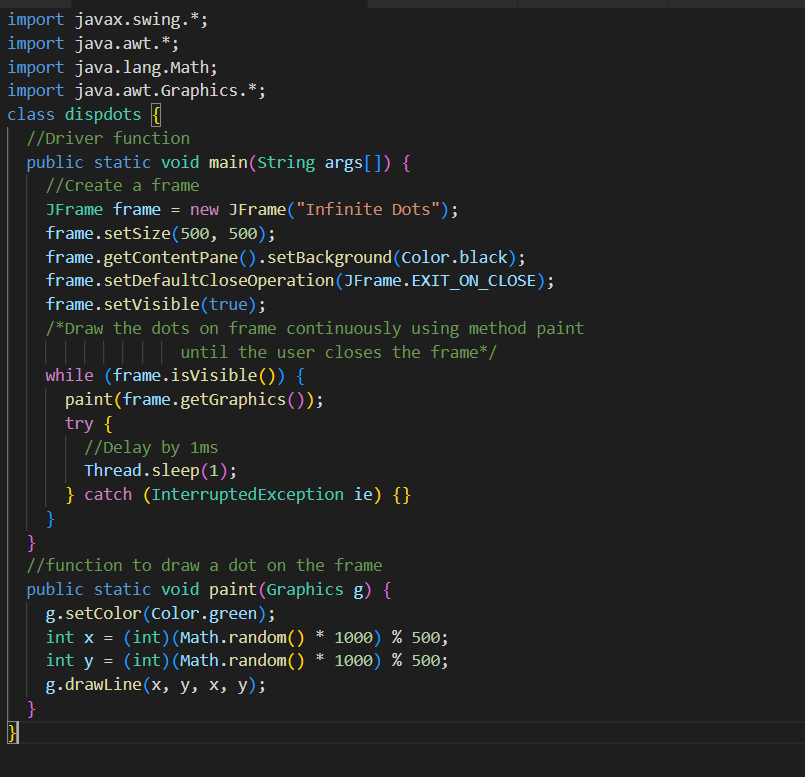 import javax.swing.*;
import java.awt.*;
import java.lang.Math;
import java.awt.Graphics.*;
class dispdots {
  //Driver function
  public static void main(String args[]) {
    //Create a frame
    JFrame frame = new JFrame("Infinite Dots");
    frame.setSize(500, 500);
    frame.getContentPane().setBackground(Color.black);
    frame.setDefaultCloseOperation(JFrame.EXIT_ON_CLOSE);
    frame.setVisible(true);
    /*Draw the dots on frame continuously using method paint
                  until the user closes the frame*/
    while (frame.isVisible()) {
      paint(frame.getGraphics());
      try {
        //Delay by 1ms
        Thread.sleep(1);
      } catch (InterruptedException ie) {}
    }
  }
  //function to draw a dot on the frame
  public static void paint(Graphics g) {
    g.setColor(Color.green);
    int x = (int)(Math.random() * 1000) % 500;
    int y = (int)(Math.random() * 1000) % 500;
    g.drawLine(x, y, x, y);
  }
}